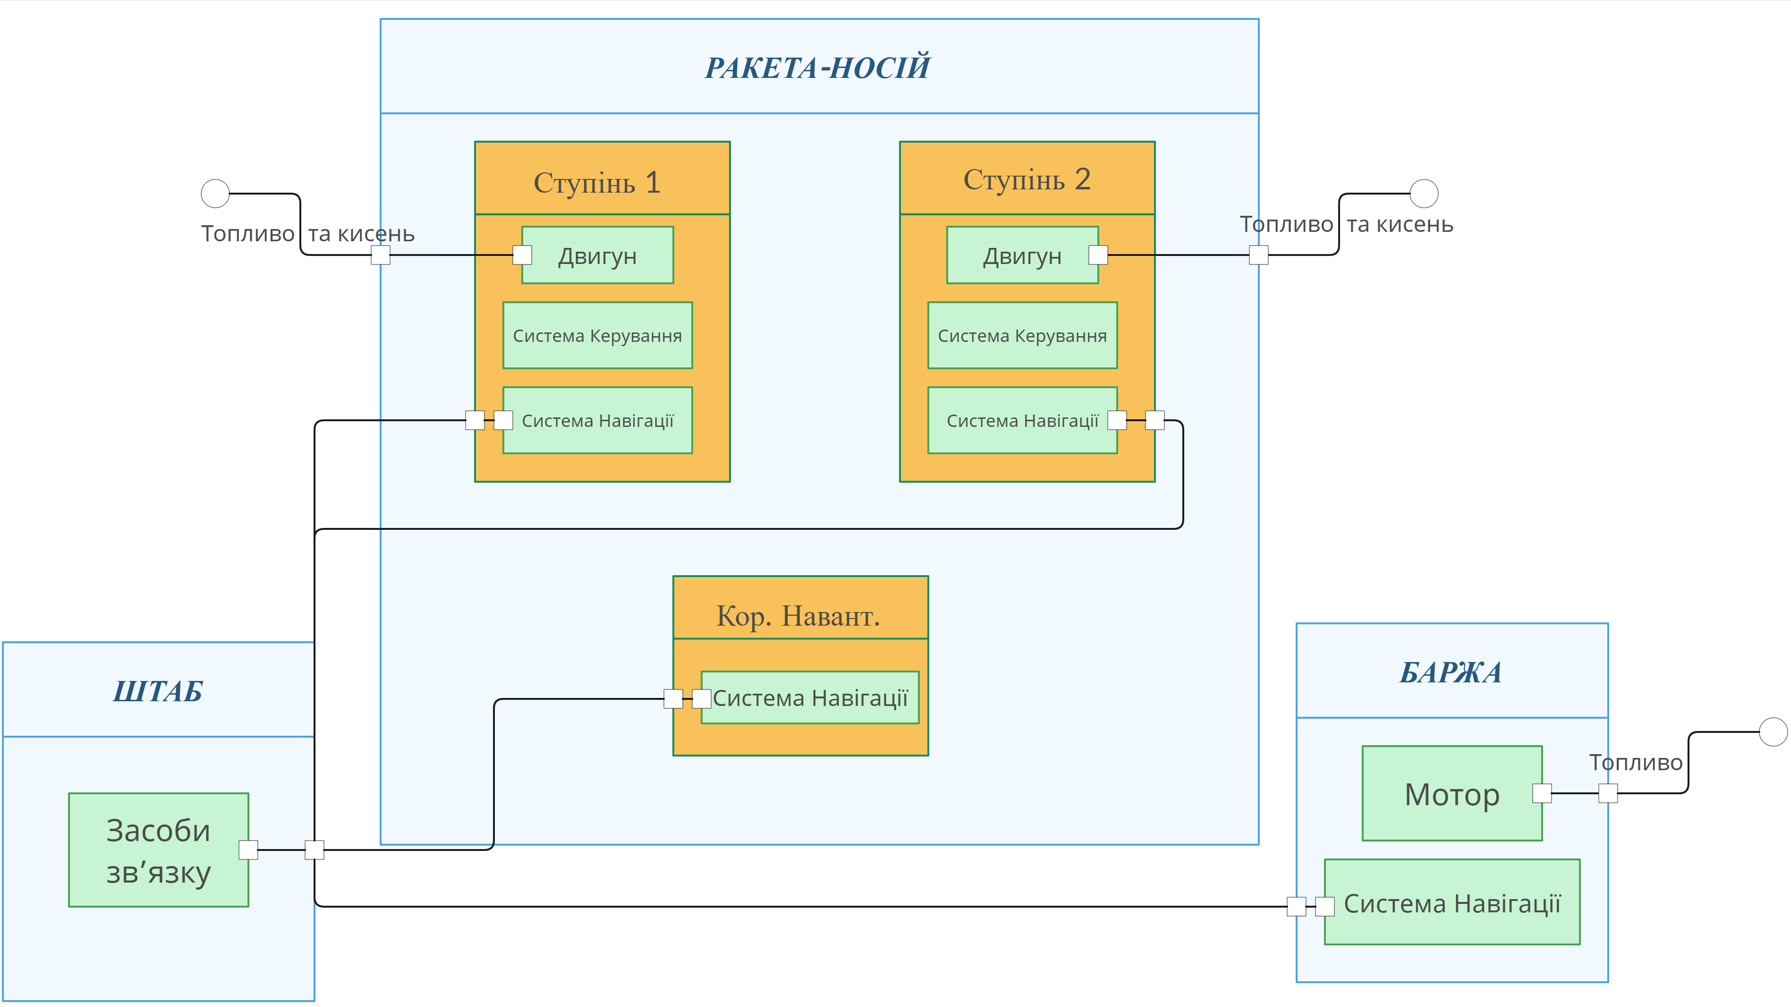 РАКЕТА-НОСІЙ
Ступінь 1
Ступінь 2
Топливо та кисень
Топливо та кисень
Двигун
Двигун
Система Керування
Система Керування
Система Навігації
Система Навігації
Кор. Навант.
Система Навігації
ШТАБ
Засоби
зв’язку
БАРЖА
Топливо
Мотор
Система Навігації